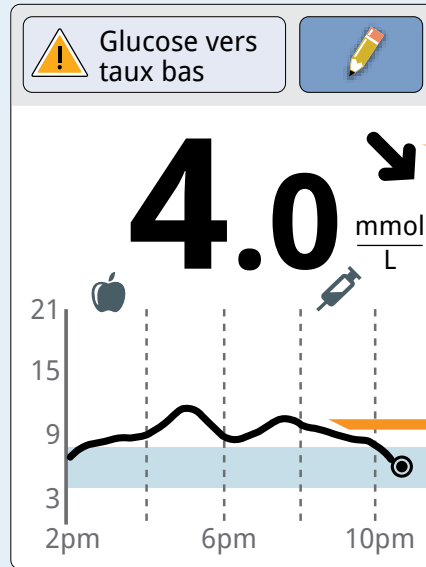 Glucose vers
taux bas
4.0
mmol
L
21
15
9
3
2pm
6pm
10pm